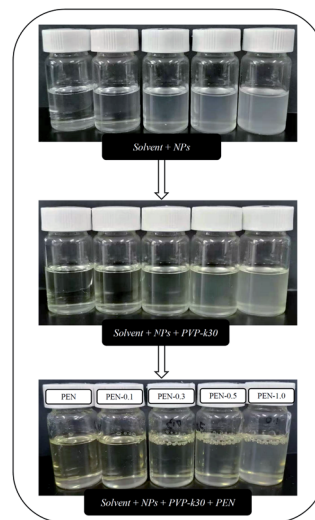 Solvent + NPs
Solvent + NPs + PVP-k30
PEN PEN-0.1 PEN-0.3 PEN-0.5 PEN-1.0
Solvent + NPs + PVP-k30 + PEN